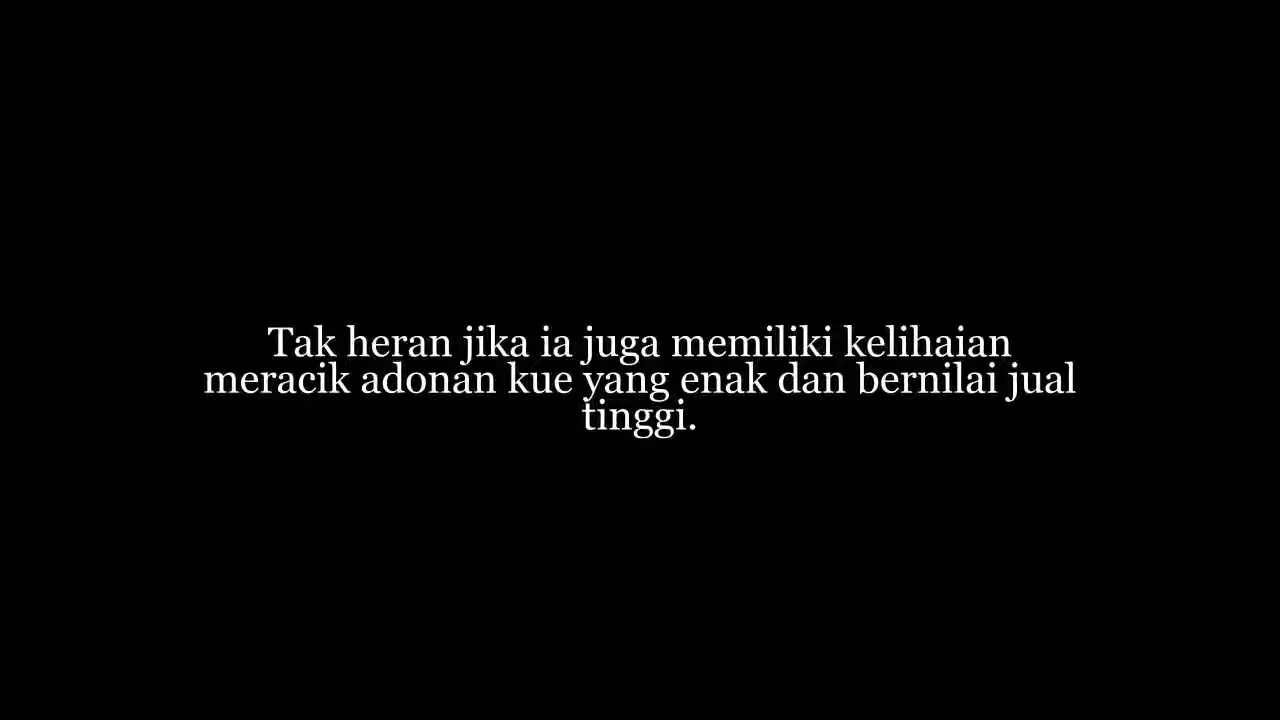 Tak heran jika ia juga memiliki kelihaian
meracik adonan kue yang enak dan bernilai jual
tinggi.